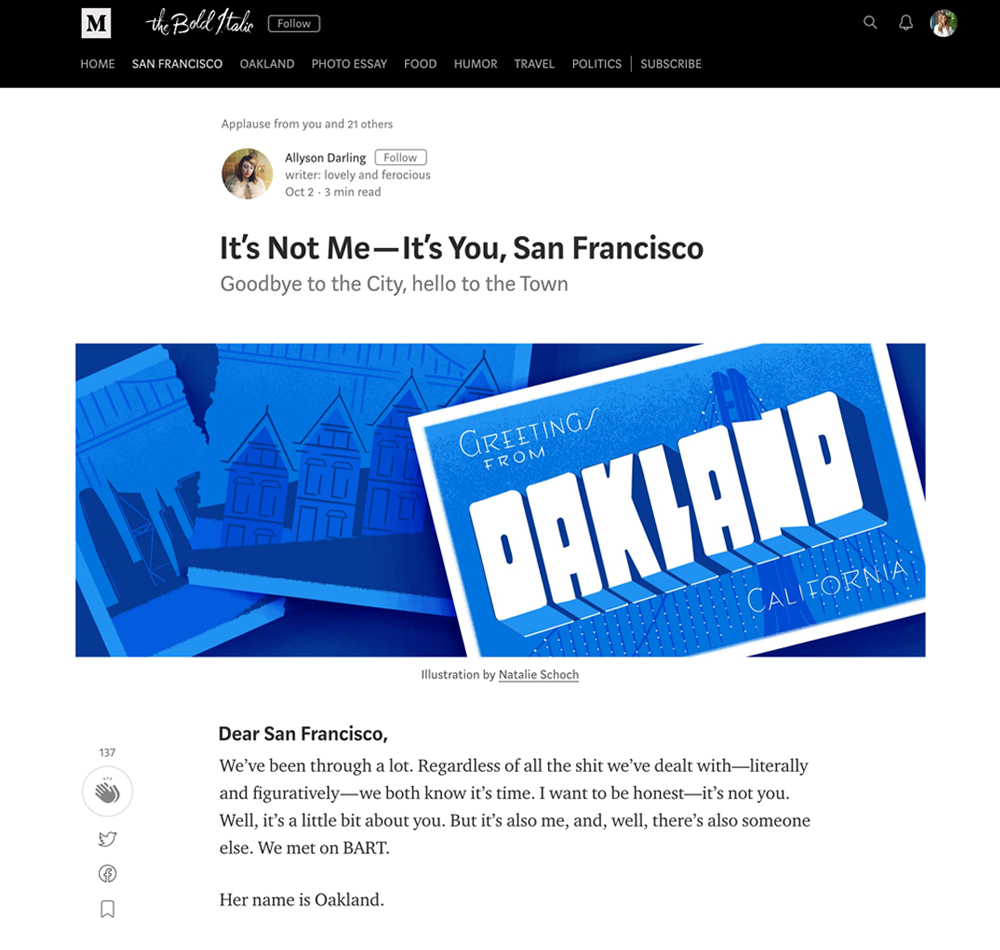 M the Bold Italic Follow
HOME SAN FRANCISCO OAKLAND PHOTO ESSAY FOOD HUMOR TRAVEL POLITICS | SUBSCRIBE
Applause from you and 21 others
Allyson Darling Follow
writer: lovely and ferocious
Oct 2 · 3 min read
It’s Not Me—It’s You, San Francisco
Goodbye to the City, hello to the Town
GREETINGS
FROM
OAKLAND
CALIFORNIA
Illustration by Natalie Schoch
Dear San Francisco,
137
We’ve been through a lot. Regardless of all the shit we’ve dealt with—literally
and figuratively—we both know it’s time. I want to be honest—it’s not you.
Well, it’s a little bit about you. But it’s also me, and, well, there’s also someone
else. We met on BART.
Her name is Oakland.